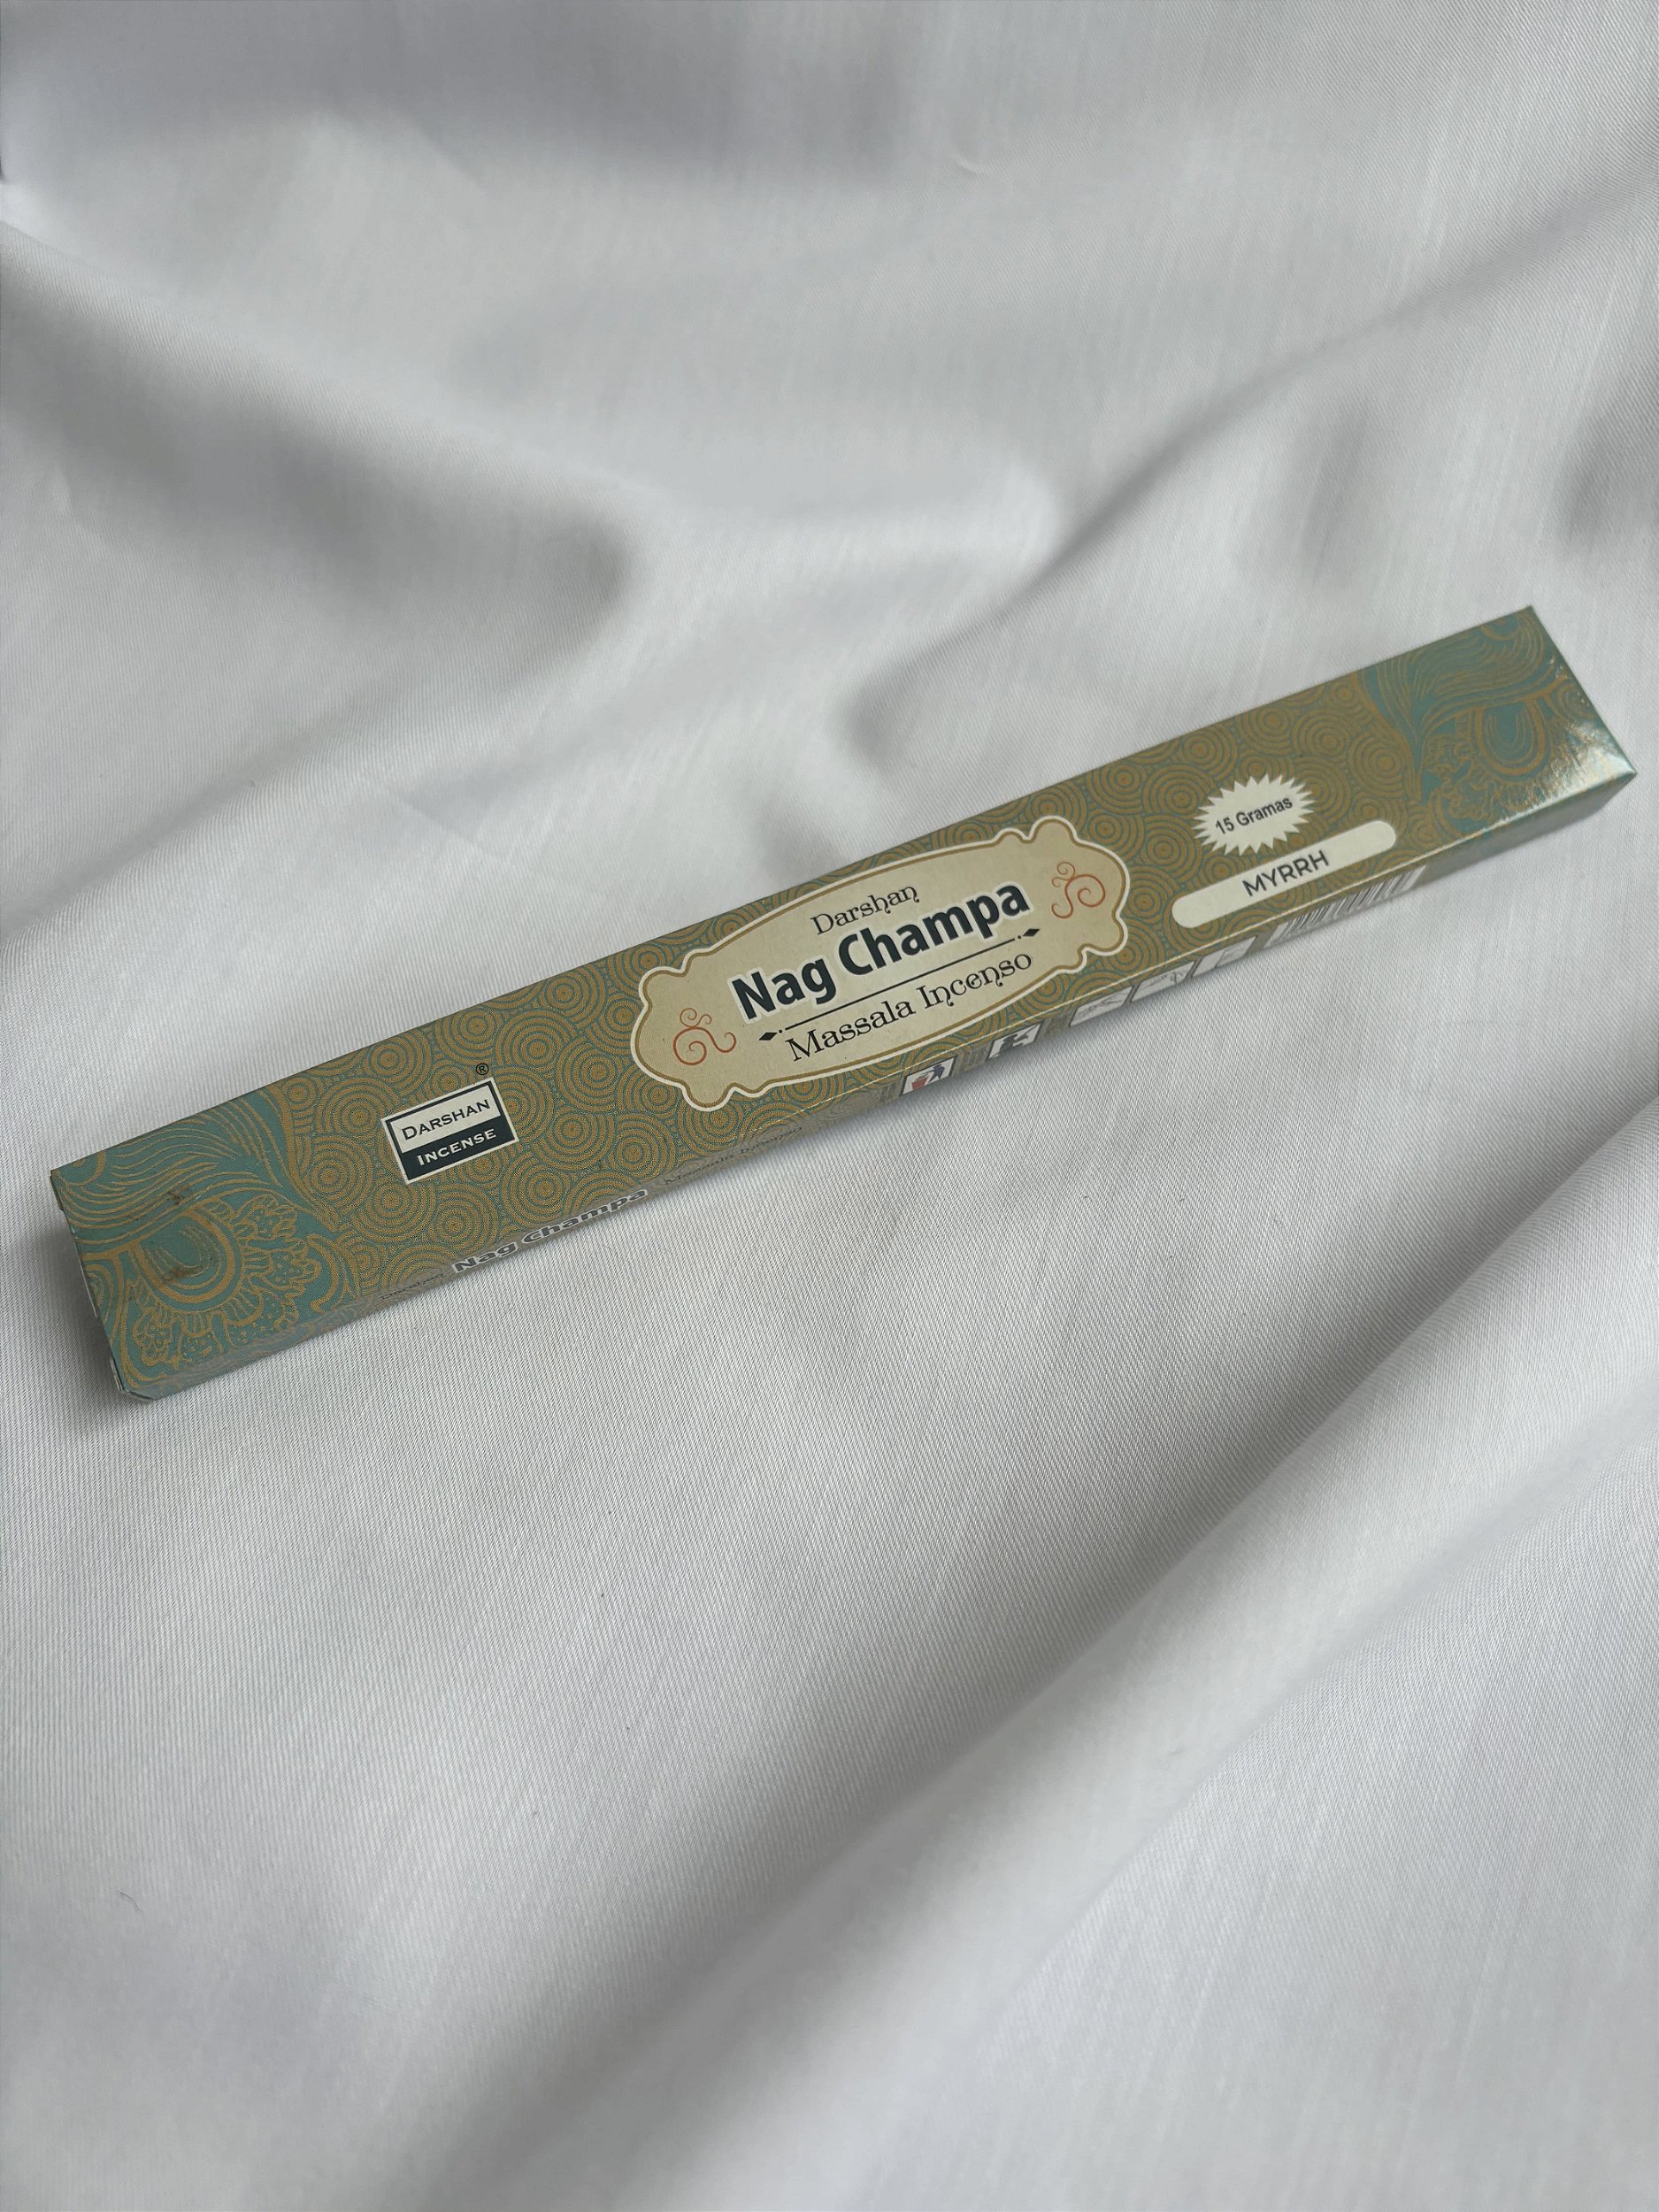 Darshan
Nag Champa
Massala Incenso
15 Gramas
MYRRH
®
DARSHAN
INCENSE
Nag Champa